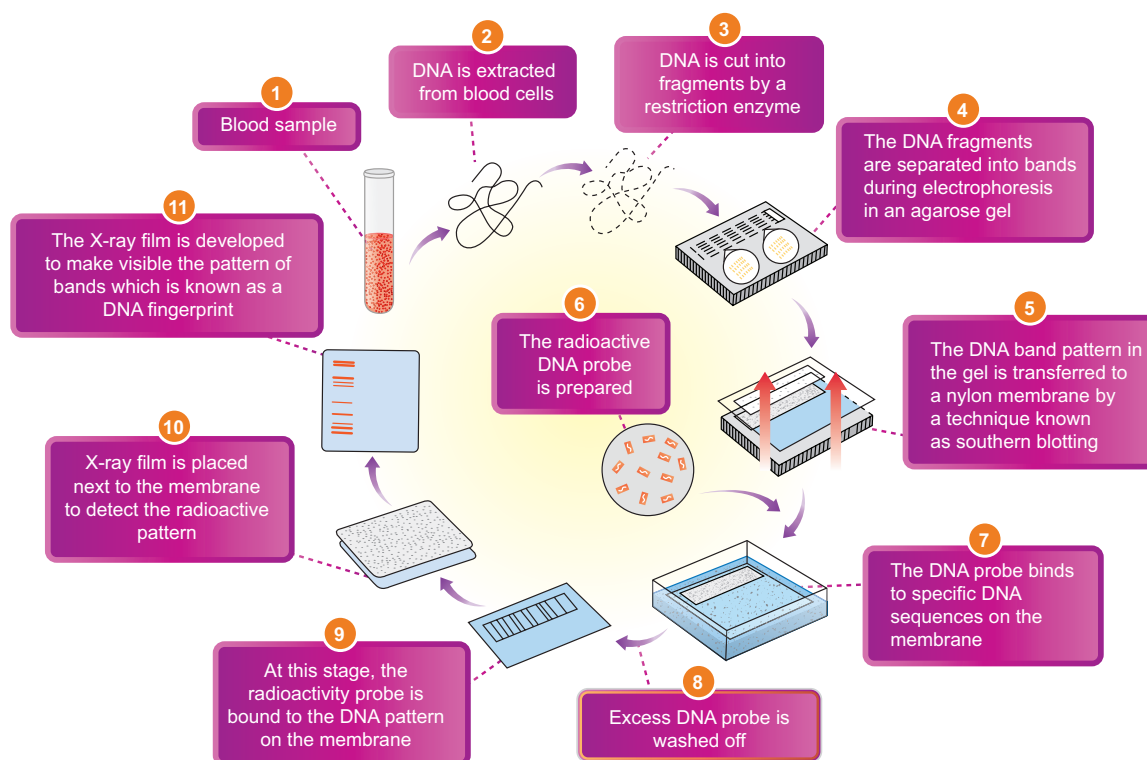 1
Blood sample
2
DNA is extracted
from blood cells
3
DNA is cut into
fragments by a
restriction enzyme
4
The DNA fragments
are separated into bands
during electrophoresis
in an agarose gel
5
The DNA band pattern in
the gel is transferred to
a nylon membrane by
a technique known
as southern blotting
6
The radioactive
DNA probe
is prepared
7
The DNA probe binds
to specific DNA
sequences on the
membrane
8
Excess DNA probe is
washed off
9
At this stage, the
radioactivity probe is
bound to the DNA pattern
on the membrane
10
X-ray film is placed
next to the membrane
to detect the radioactive
pattern
11
The X-ray film is developed
to make visible the pattern of
bands which is known as a
DNA fingerprint